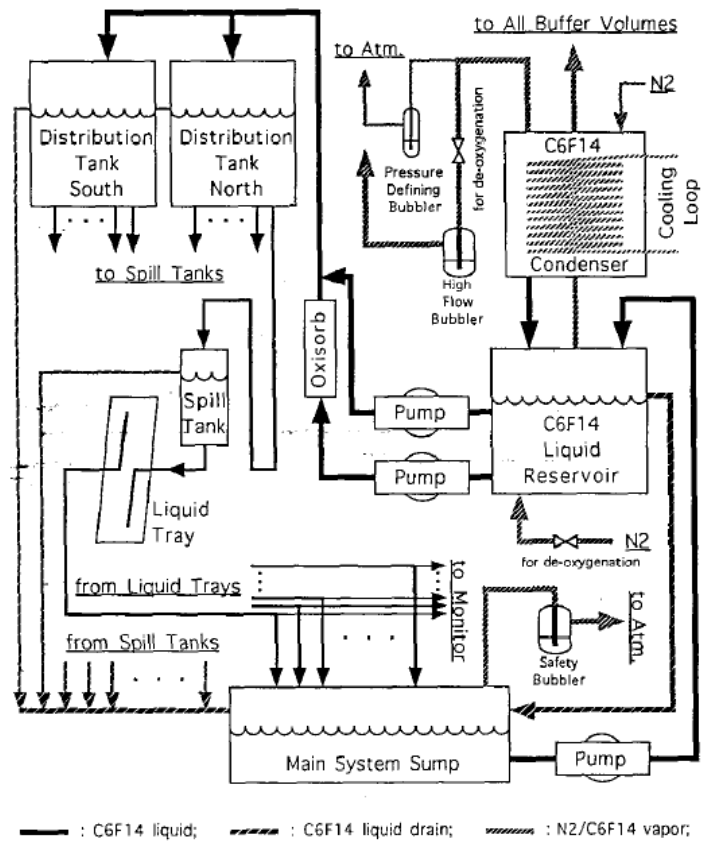 to All Buffer Volumes
to Atm.
N2
Distribution
Tank
South
Distribution
Tank
North
C6F14
Condenser
Cooling
Loop
for de-oxygenation
Pressure
Defining
Bubbler
High
Flow
Bubbler
to Spill Tanks
Oxisorb
Spill
Tank
Pump
Pump
C6F14
Liquid
Reservoir
Liquid
Tray
N2
for de-oxygenation
from Liquid Trays
to Monitor
from Spill Tanks
to Atm.
Safety
Bubbler
Main System Sump
Pump
: C6F14 liquid;
: C6F14 liquid drain;
: N2/C6F14 vapor;